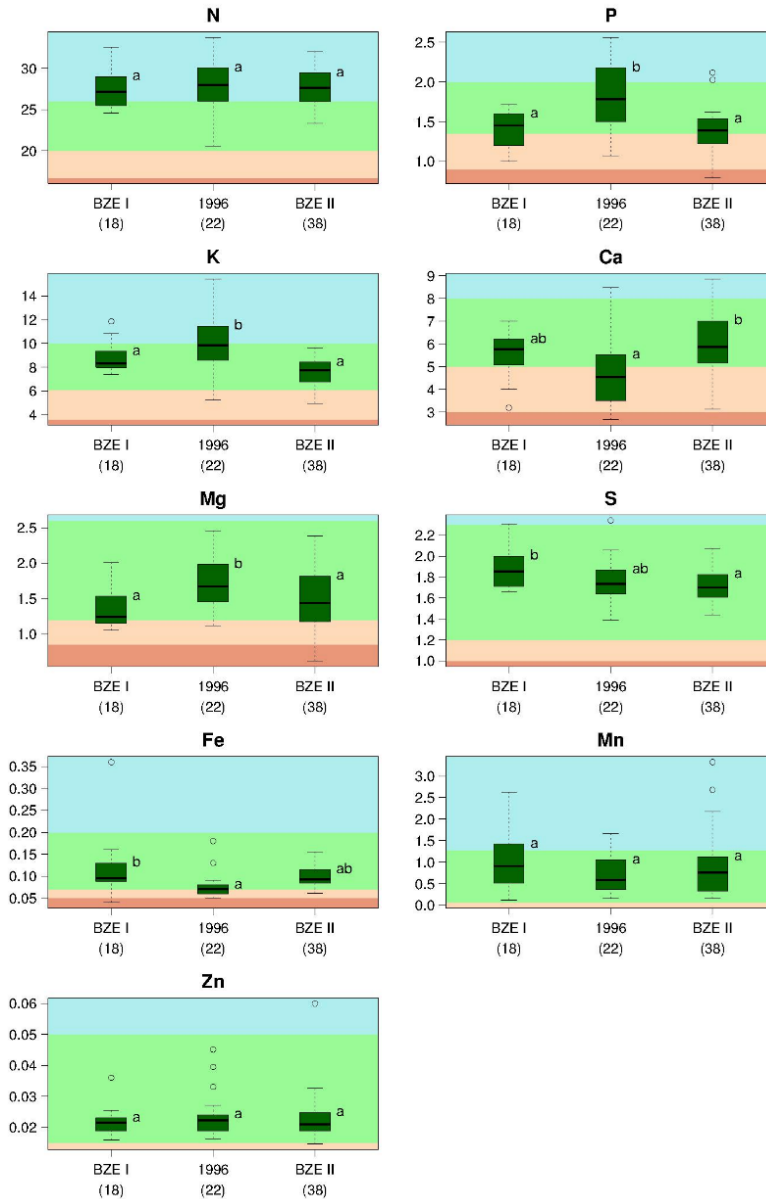 N
30
25
20
a
a
a
BZE I
1996
BZE II
(18)
(22)
(38)
P
2.5
2.0
1.5
1.0
a
b
a
BZE I
1996
BZE II
(18)
(22)
(38)
K
14
12
10
8
6
4
a
b
a
BZE I
1996
BZE II
(18)
(22)
(38)
Ca
9
8
7
6
5
4
3
ab
a
b
BZE I
1996
BZE II
(18)
(22)
(38)
Mg
2.5
2.0
1.5
1.0
a
b
a
BZE I
1996
BZE II
(18)
(22)
(38)
S
2.2
2.0
1.8
1.6
1.4
1.2
1.0
b
ab
a
BZE I
1996
BZE II
(18)
(22)
(38)
Fe
0.35
0.30
0.25
0.20
0.15
0.10
0.05
b
a
ab
BZE I
1996
BZE II
(18)
(22)
(38)
Mn
3.0
2.5
2.0
1.5
1.0
0.5
0.0
a
a
a
BZE I
1996
BZE II
(18)
(22)
(38)
Zn
0.06
0.05
0.04
0.03
0.02
a
a
a
BZE I
1996
BZE II
(18)
(22)
(38)